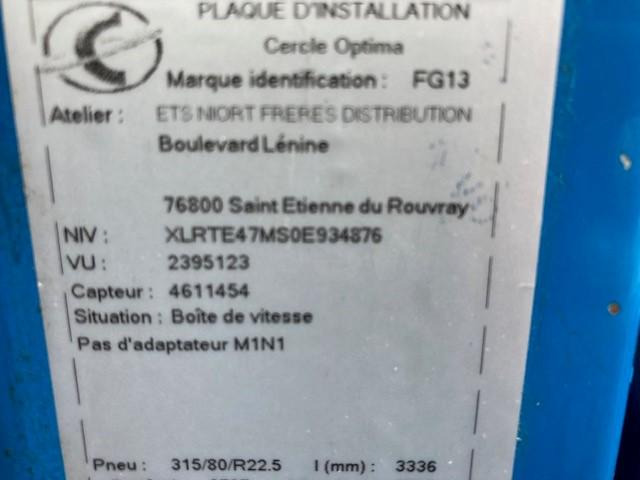 PLAQUE D'INSTALLATION
Cercle Optima
Marque identification : FG13
Atelier : ETS NIORT FRERES DISTRIBUTION
Boulevard Lénine
76800 Saint Etienne du Rouvray
NIV : XLRTE47MS0E934876
VU : 2395123
Capteur : 4611454
Situation : Boîte de vitesse
Pas d'adaptateur M1N1
Pneu : 315/80/R22.5 l (mm) : 3336